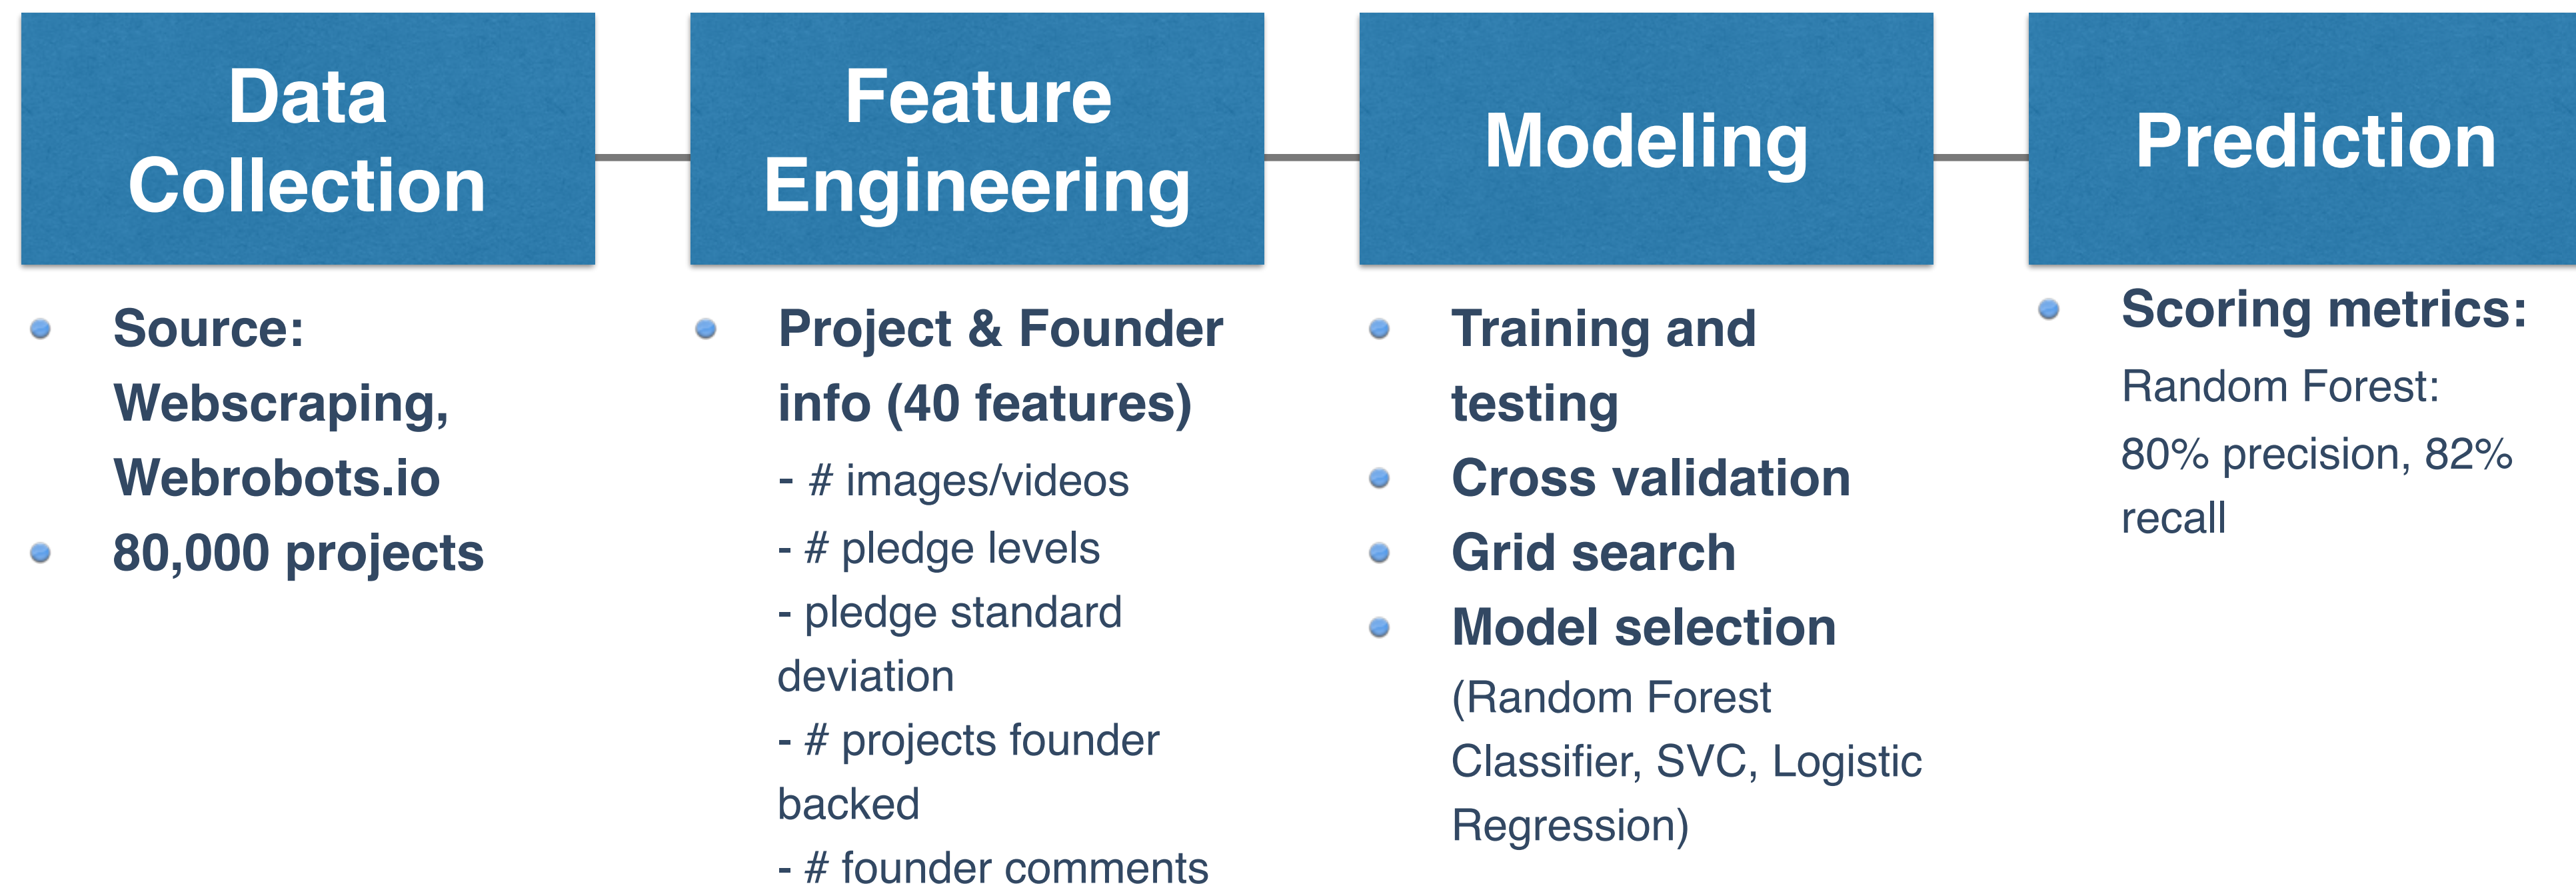 Data
Collection
Feature
Engineering
Modeling
Prediction
Source:
Webscraping,
Webrobots.io
80,000 projects
Project & Founder
info (40 features)
- # images/videos
- # pledge levels
- pledge standard
deviation
- # projects founder
backed
- # founder comments
Training and
testing
Cross validation
Grid search
Model selection
(Random Forest
Classifier, SVC, Logistic
Regression)
Scoring metrics:
Random Forest:
80% precision, 82%
recall